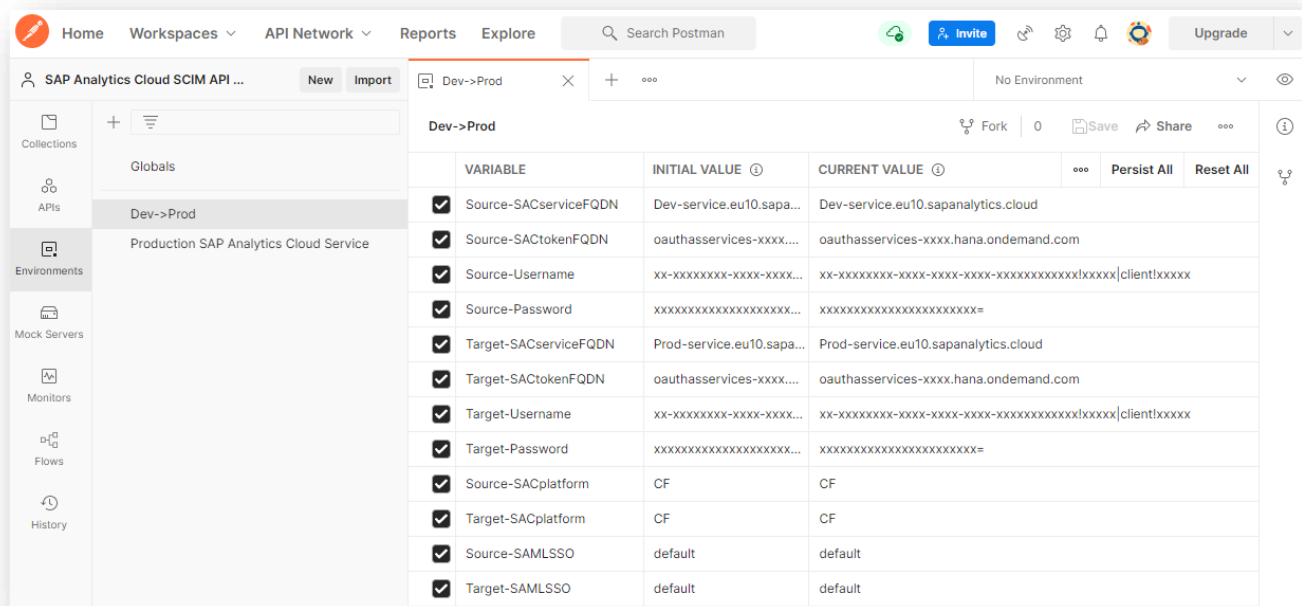 Home Workspaces API Network Reports Explore Search Postman Invite Upgrade
SAP Analytics Cloud SCIM API ... New Import Dev->Prod ooo No Environment
Collections
APIs
Environments
Mock Servers
Monitors
Flows
History
Globals
Dev->Prod
Production SAP Analytics Cloud Service
Dev->Prod Fork 0 Save Share ooo
VARIABLE INITIAL VALUE CURRENT VALUE ooo Persist All Reset All
Source-SACserviceFQDN Dev-service.eu10.sapa... Dev-service.eu10.sapanalytics.cloud
Source-SACtokenFQDN oauthasservices-xxxx.... oauthasservices-xxxx.hana.ondemand.com
Source-Username xx-xxxxxxxx-xxxx-xxxx... xx-xxxxxxxx-xxxx-xxxx-xxxx-xxxxxxxxxxxx!xxxxx|client!xxxxx
Source-Password xxxxxxxxxxxxxxxxxxxx... xxxxxxxxxxxxxxxxxxxxxxx=
Target-SACserviceFQDN Prod-service.eu10.sapa... Prod-service.eu10.sapanalytics.cloud
Target-SACtokenFQDN oauthasservices-xxxx.... oauthasservices-xxxx.hana.ondemand.com
Target-Username xx-xxxxxxxx-xxxx-xxxx... xx-xxxxxxxx-xxxx-xxxx-xxxx-xxxxxxxxxxxx!xxxxx|client!xxxxx
Target-Password xxxxxxxxxxxxxxxxxxxx... xxxxxxxxxxxxxxxxxxxxxxx=
Source-SACplatform CF CF
Target-SACplatform CF CF
Source-SAMLSSO default default
Target-SAMLSSO default default